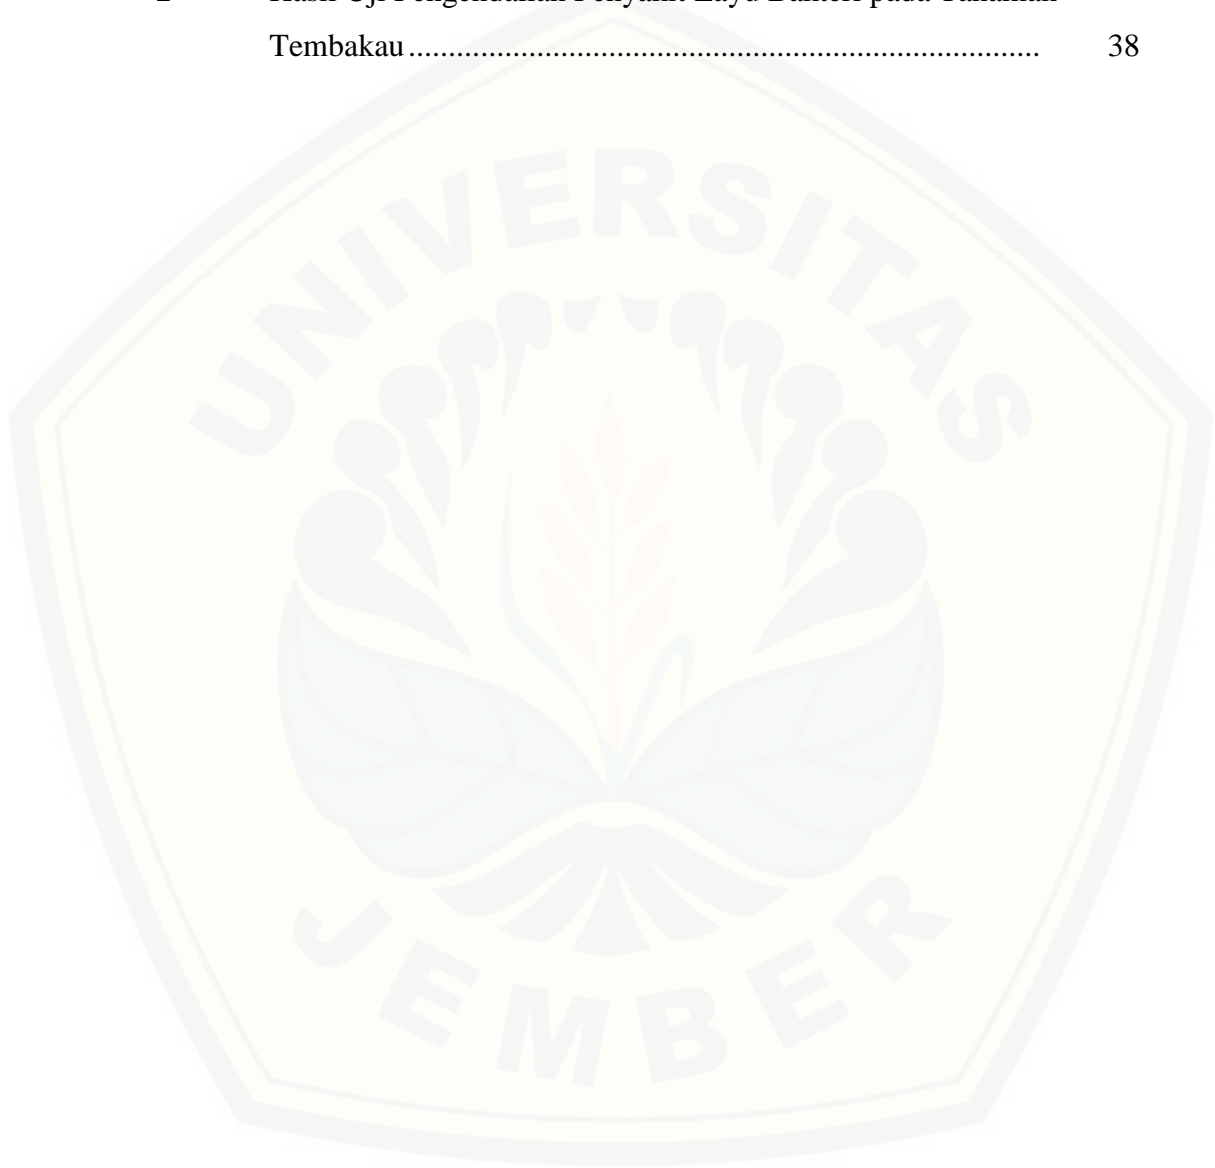 2 Hasil Uji Pengendalian Penyakit Layu Bakteri pada Tanaman
Tembakau ............................................................................. 38
UNIVERSITAS
JEMBER